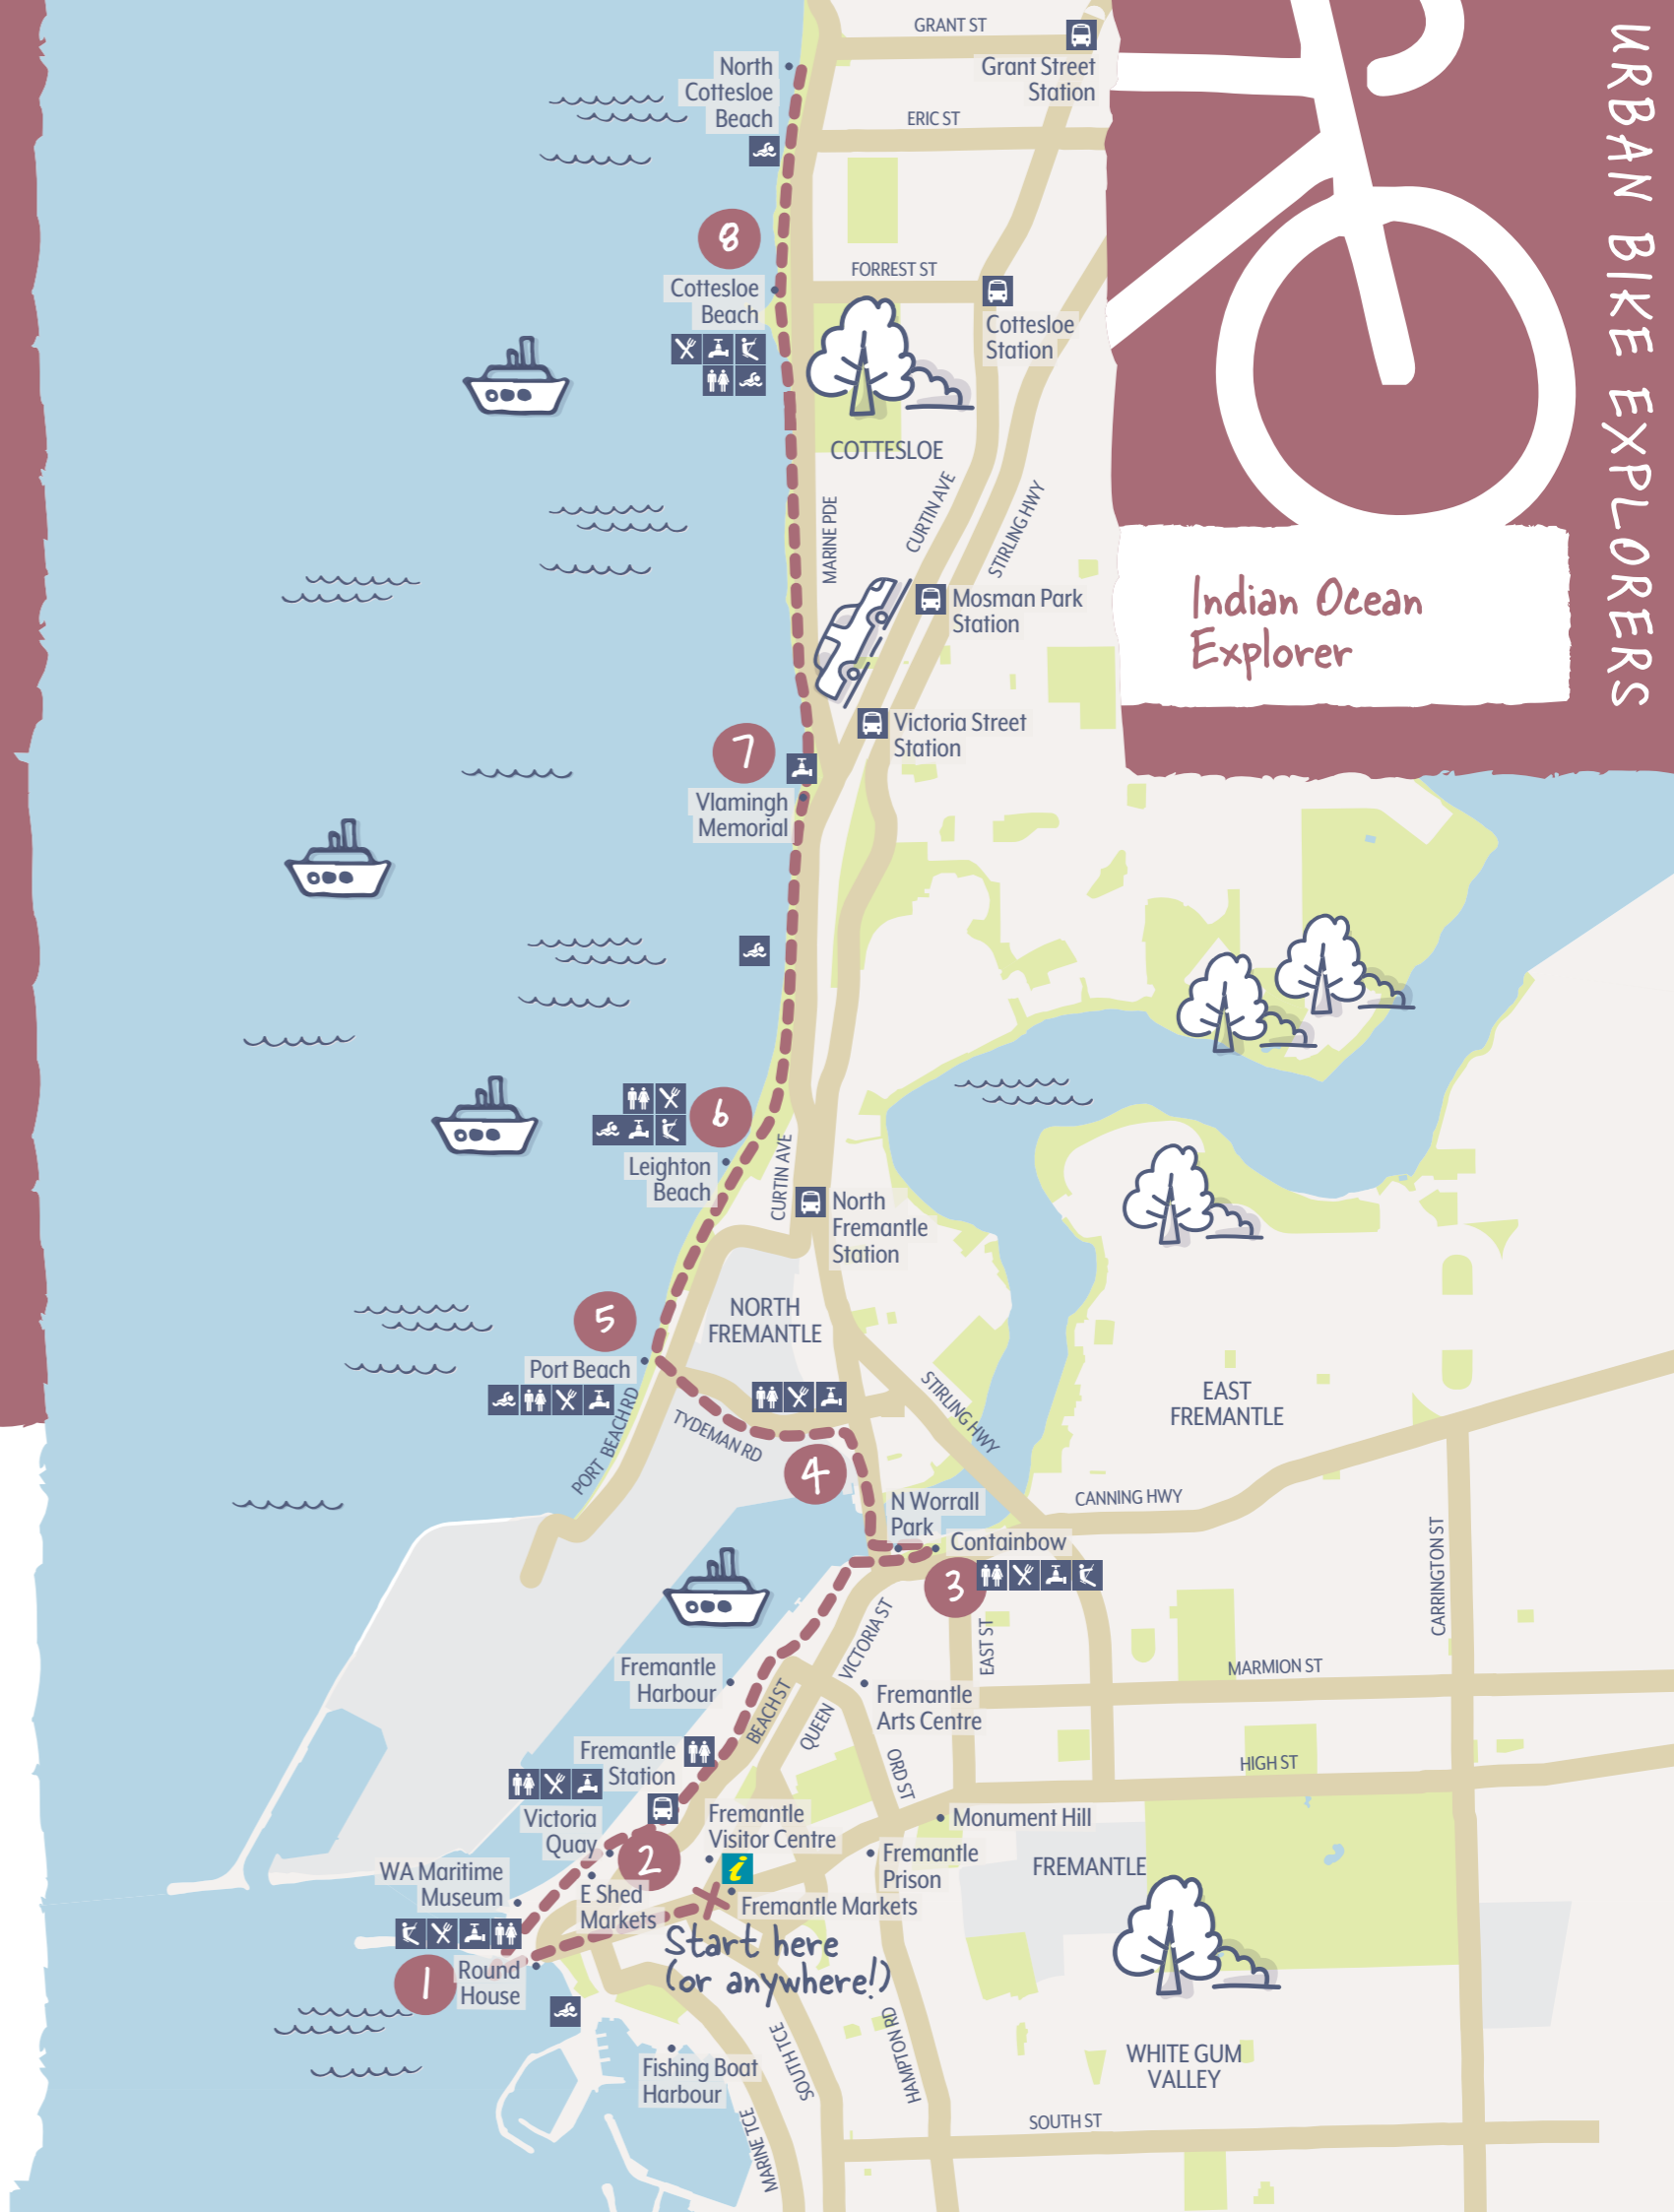 URBAN BIKE EXPLORERS
Indian Ocean
Explorer
GRANT ST
Grant Street
Station
North
Cottesloe
Beach
ERIC ST
8
FORREST ST
Cottesloe
Beach
Cottesloe
Station
COTTESLOE
MARINE PDE
CURTIN AVE
STIRLING HWY
Mosman Park
Station
Victoria Street
Station
7
Vlamingh
Memorial
6
Leighton
Beach
CURTIN AVE
North
Fremantle
Station
5
NORTH
FREMANTLE
Port Beach
PORT BEACH RD
TYDEMAN RD
STIRLING HWY
EAST
FREMANTLE
4
N Worrall
Park
Containbow
CANNING HWY
3
CARRINGTON ST
VICTORIA ST
EAST ST
Fremantle
Harbour
MARMION ST
BEACH ST
QUEEN
Fremantle
Arts Centre
Fremantle
Station
ORD ST
HIGH ST
Victoria
Quay
Fremantle
Visitor Centre
i
Monument Hill
2
Fremantle
Prison
FREMANTLE
WA Maritime
Museum
E Shed
Markets
Fremantle Markets
Start here
(or anywhere!)
1
Round
House
SOUTH TCE
HAMPTON RD
Fishing Boat
Harbour
WHITE GUM
VALLEY
MARINE TCE
SOUTH ST